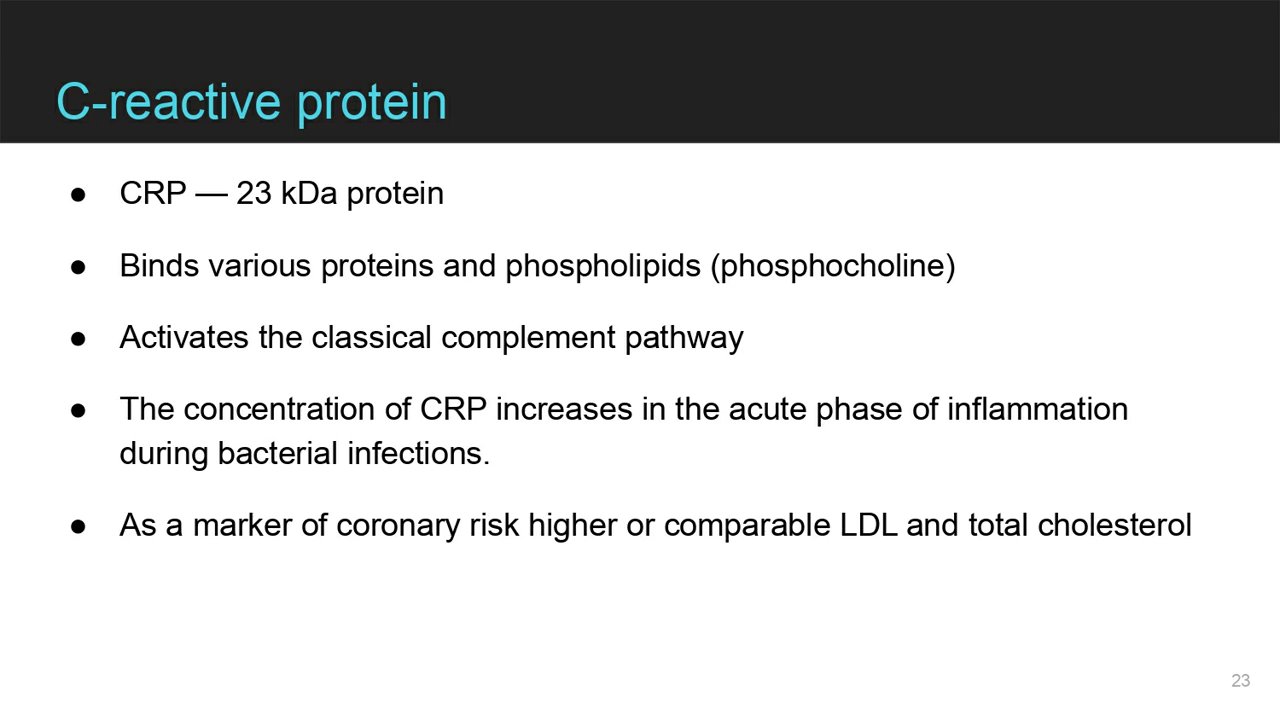 C-reactive protein
● CRP — 23 kDa protein
● Binds various proteins and phospholipids (phosphocholine)
● Activates the classical complement pathway
● The concentration of CRP increases in the acute phase of inflammation
during bacterial infections.
● As a marker of coronary risk higher or comparable LDL and total cholesterol
23